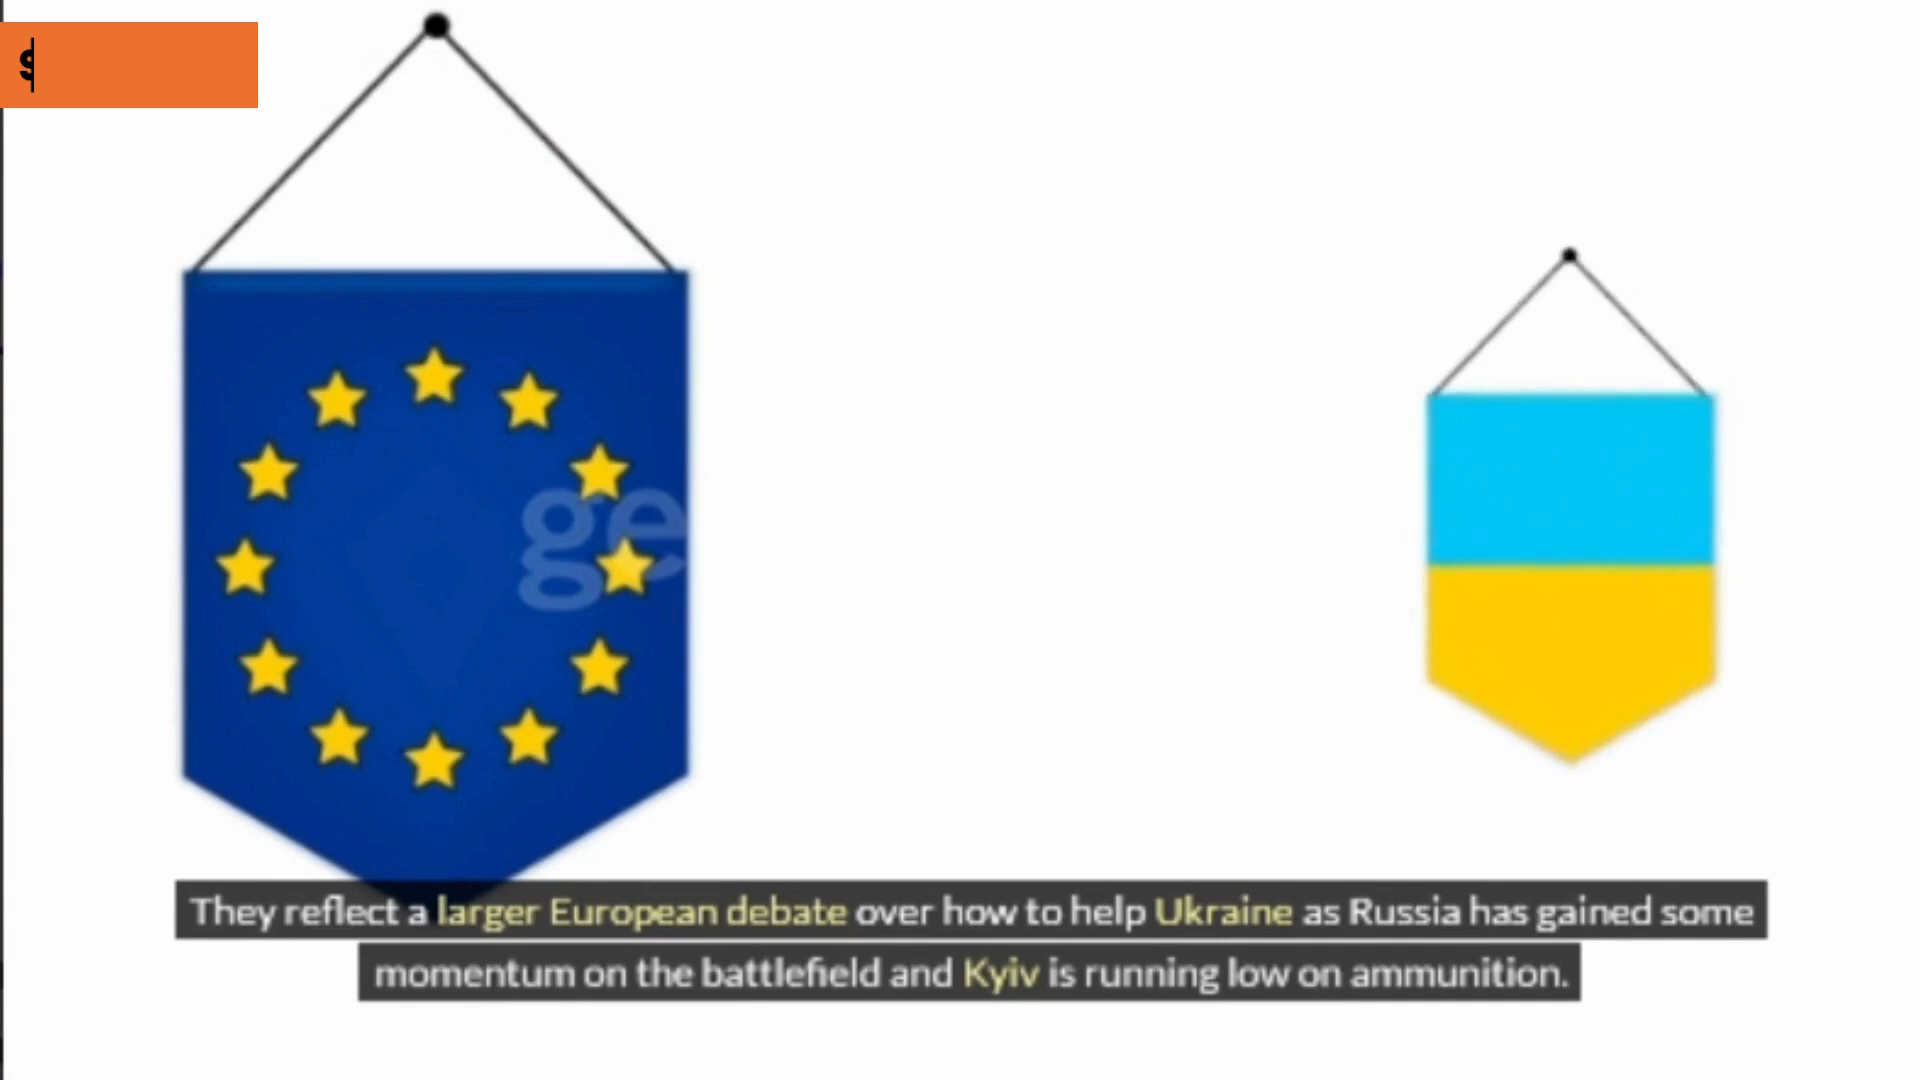 ge
They reflect a larger European debate over how to help Ukraine as Russia has gained some
momentum on the battlefield and Kyiv is running low on ammunition.